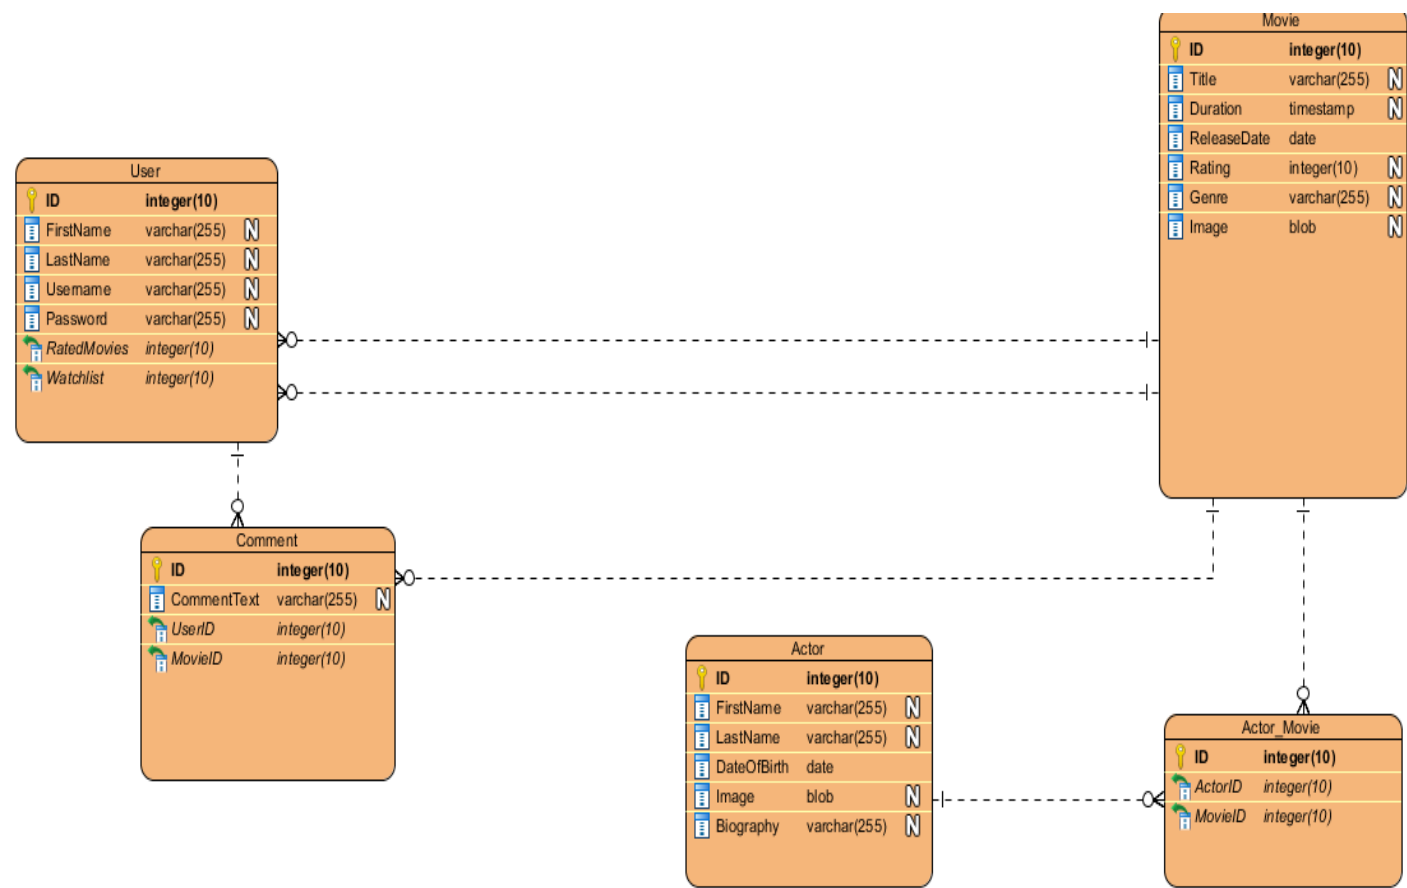 Movie
ID integer(10)
Title varchar(255) N
Duration timestamp N
ReleaseDate date
Rating integer(10) N
Genre varchar(255) N
Image blob N
User
ID integer(10)
FirstName varchar(255) N
LastName varchar(255) N
Username varchar(255) N
Password varchar(255) N
RatedMovies integer(10)
Watchlist integer(10)
Comment
ID integer(10)
CommentText varchar(255) N
UserID integer(10)
MovieID integer(10)
Actor
ID integer(10)
FirstName varchar(255) N
LastName varchar(255) N
DateOfBirth date
Image blob N
Biography varchar(255) N
Actor_Movie
ID integer(10)
ActorID integer(10)
MovieID integer(10)